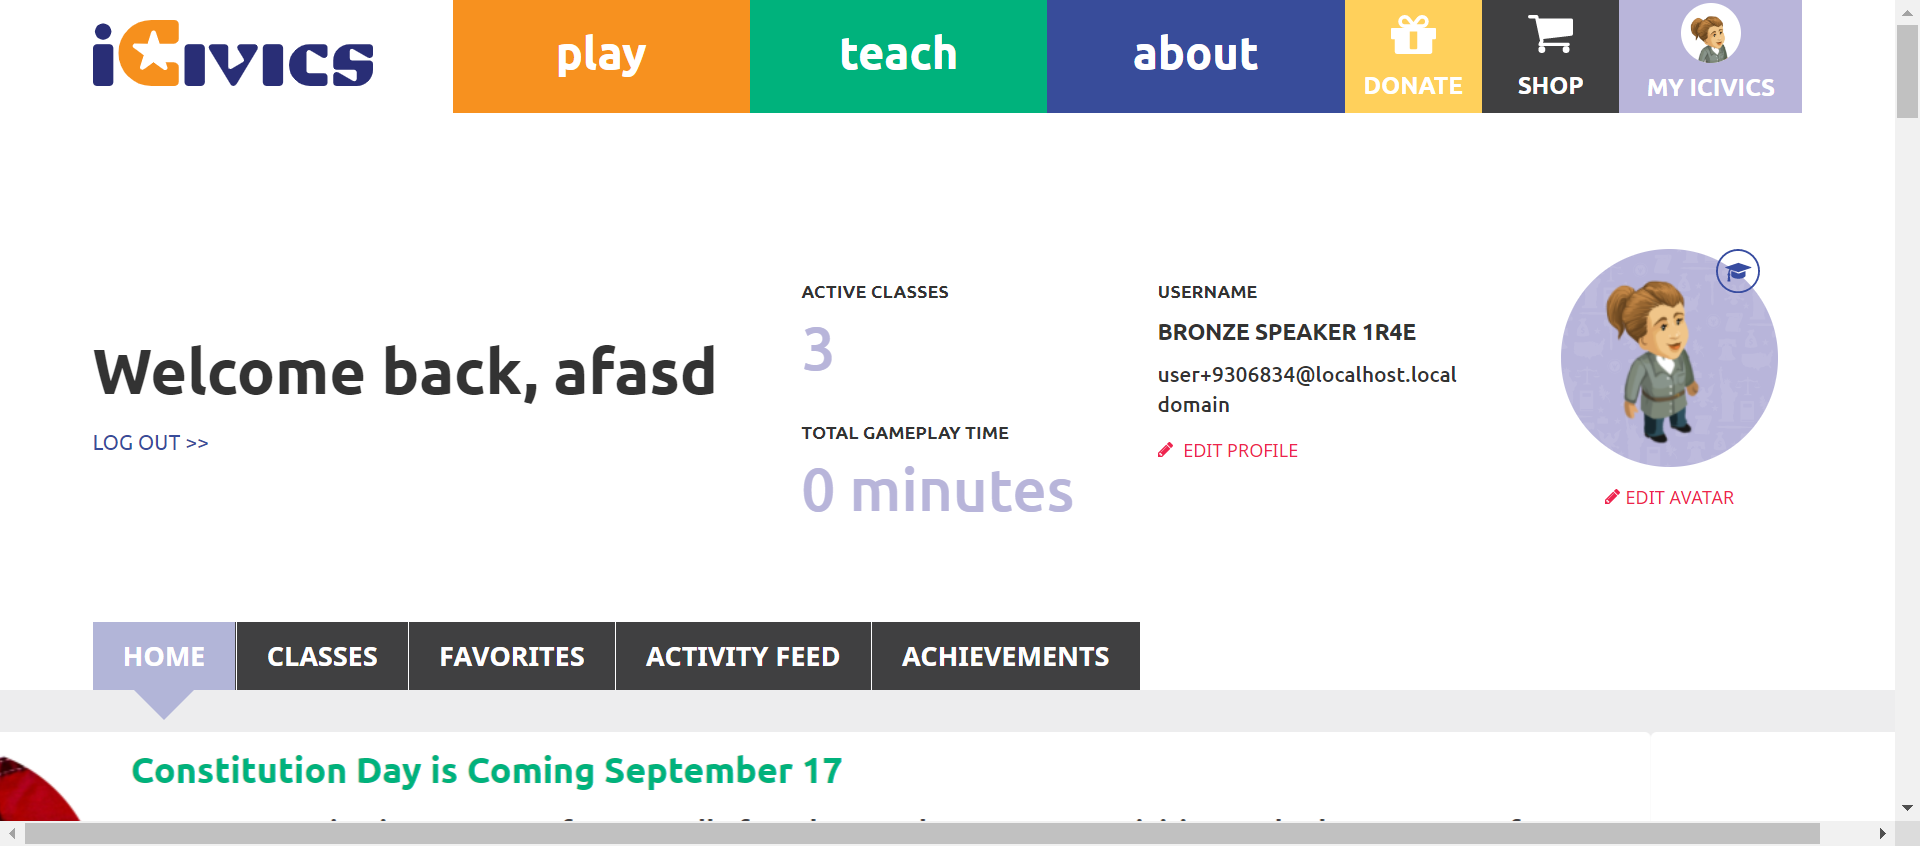 iCivics
play
teach
about
DONATE
SHOP
MY ICIVICS
Welcome back, afasd
LOG OUT >>
ACTIVE CLASSES
3
TOTAL GAMEPLAY TIME
0 minutes
USERNAME
BRONZE SPEAKER 1R4E
user+9306834@localhost.local
domain
EDIT PROFILE
EDIT AVATAR
HOME
CLASSES
FAVORITES
ACTIVITY FEED
ACHIEVEMENTS
Constitution Day is Coming September 17